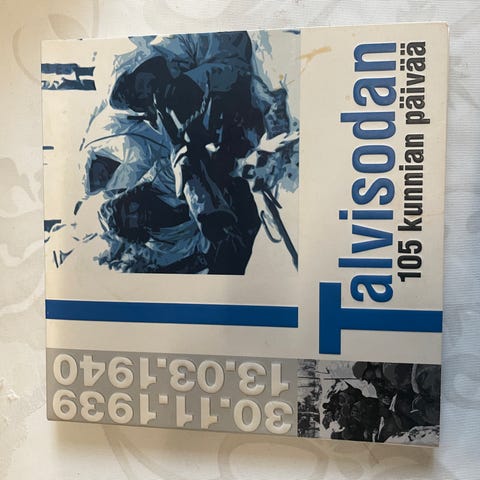 Talvisodan
105 kunnian päivää
30.11.1939
13.03.1940